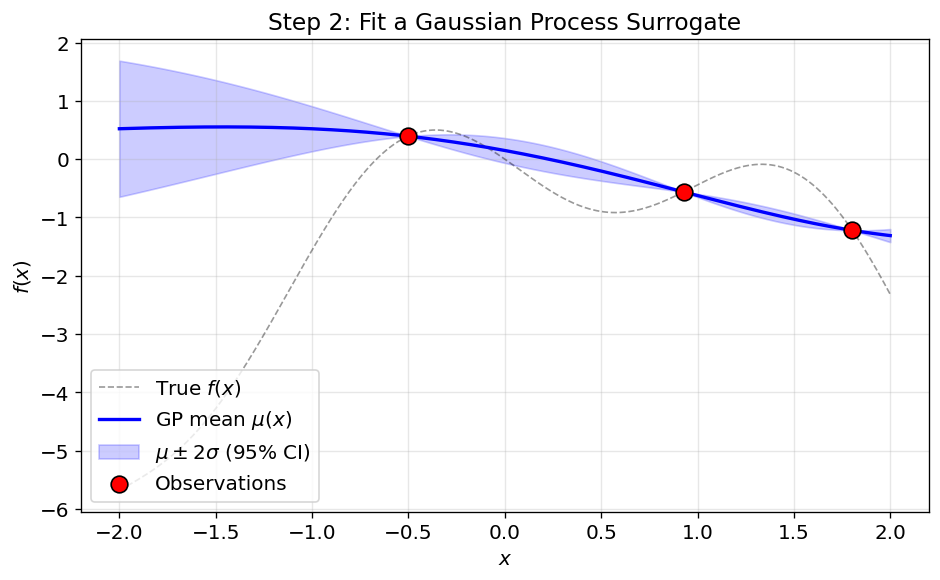 Step 2: Fit a Gaussian Process Surrogate
2
1
0
−1
−2
−3
−4
−5
−6
f(x)
True f(x)
GP mean μ(x)
μ ± 2σ (95% CI)
Observations
−2.0 −1.5 −1.0 −0.5 0.0 0.5 1.0 1.5 2.0
x